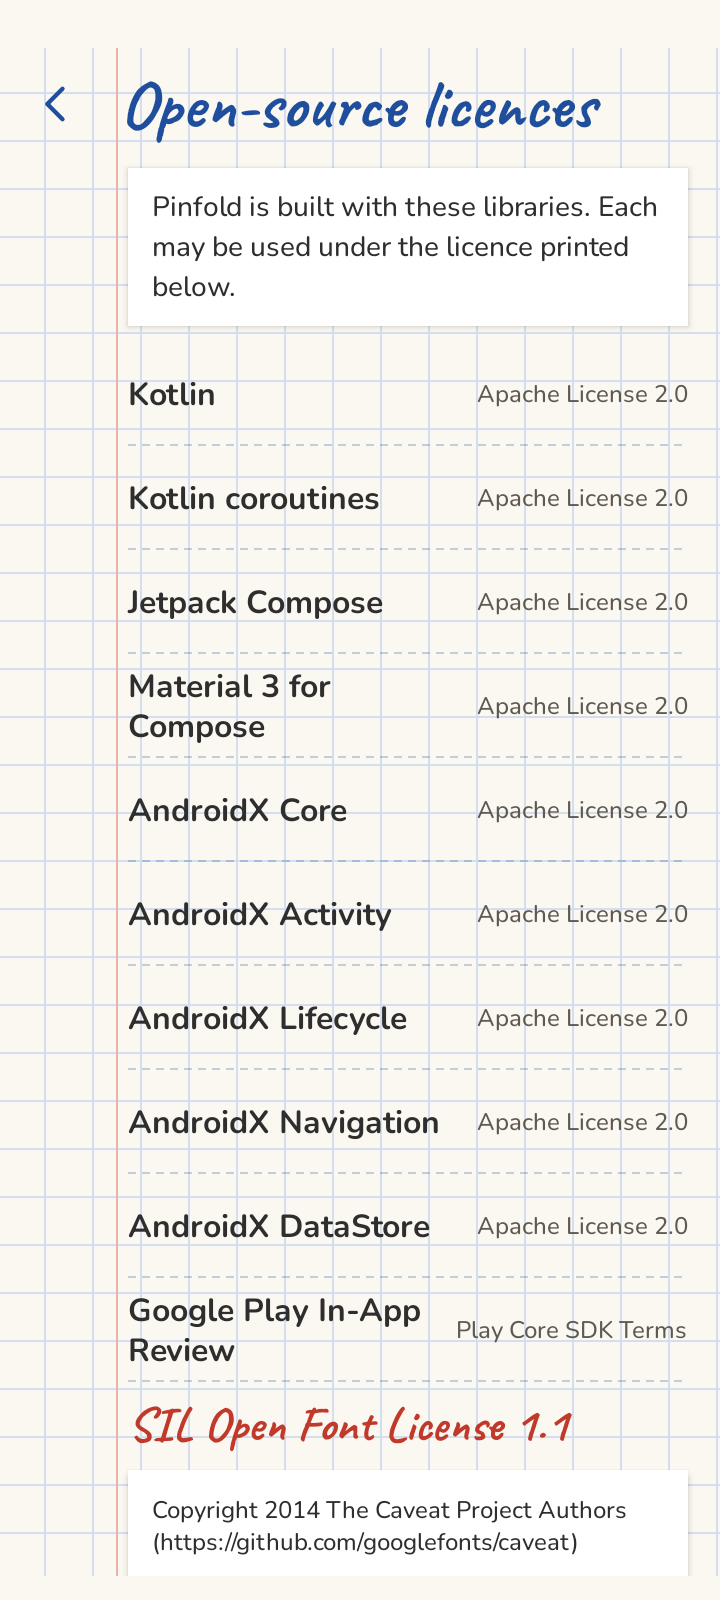 Open-source licences
Pinfold is built with these libraries. Each
may be used under the licence printed
below.
Kotlin Apache License 2.0
Kotlin coroutines Apache License 2.0
Jetpack Compose Apache License 2.0
Material 3 for
Compose Apache License 2.0
AndroidX Core Apache License 2.0
AndroidX Activity Apache License 2.0
AndroidX Lifecycle Apache License 2.0
AndroidX Navigation Apache License 2.0
AndroidX DataStore Apache License 2.0
Google Play In-App
Review Play Core SDK Terms
SIL Open Font License 1.1
Copyright 2014 The Caveat Project Authors
(https://github.com/googlefonts/caveat)